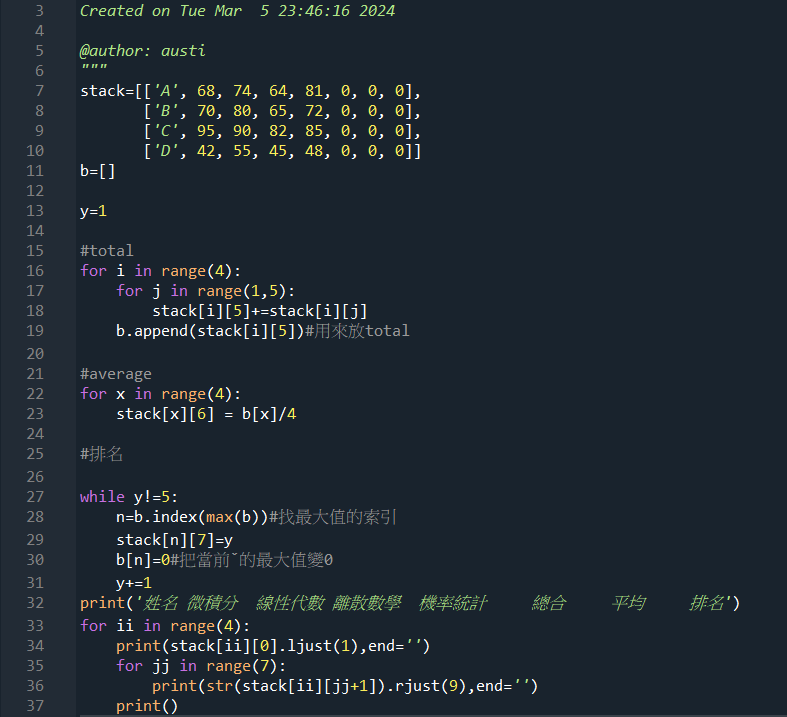 3 Created on Tue Mar  5 23:46:16 2024
4
5 @author: austi
6 """
7 stack=[['A', 68, 74, 64, 81, 0, 0, 0],
8        ['B', 70, 80, 65, 72, 0, 0, 0],
9        ['C', 95, 90, 82, 85, 0, 0, 0],
10        ['D', 42, 55, 45, 48, 0, 0, 0]]
11 b=[]
12
13 y=1
14
15 #total
16 for i in range(4):
17     for j in range(1,5):
18         stack[i][5]+=stack[i][j]
19     b.append(stack[i][5])#用來放total
20
21 #average
22 for x in range(4):
23     stack[x][6] = b[x]/4
24
25 #排名
26
27 while y!=5:
28     n=b.index(max(b))#找最大值的索引
29     stack[n][7]=y
30     b[n]=0#把當前ˇ的最大值變0
31     y+=1
32 print('姓名 微積分  線性代數 離散數學  機率統計     總合     平均     排名')
33 for ii in range(4):
34     print(stack[ii][0].ljust(1),end='')
35     for jj in range(7):
36         print(str(stack[ii][jj+1]).rjust(9),end='')
37     print()